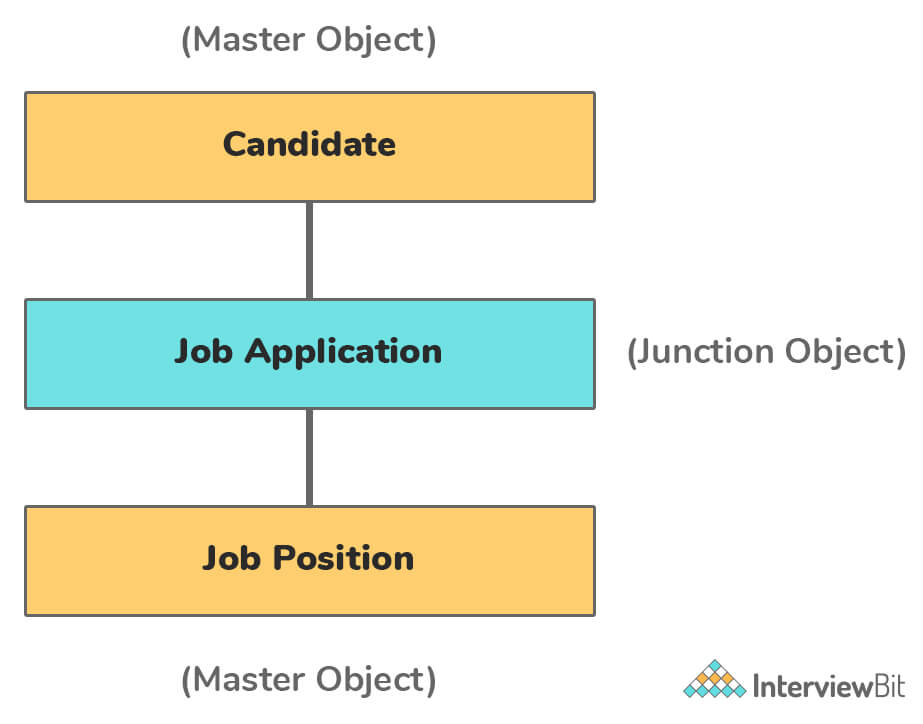 (Master Object)
Candidate
Job Application
(Junction Object)
Job Position
(Master Object)
InterviewBit